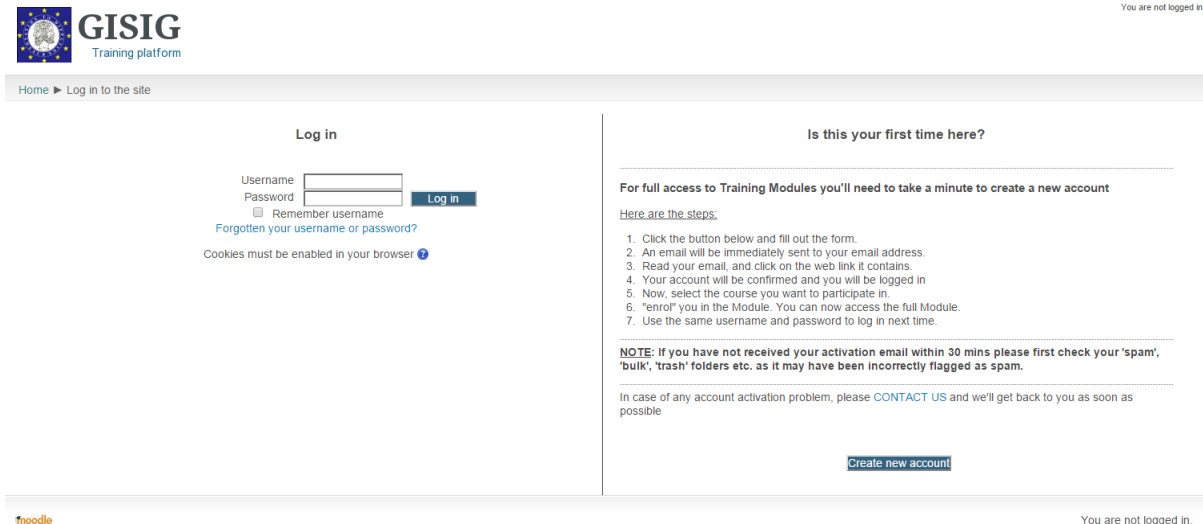 You are not logged in
GISIG
Training platform
Home ► Log in to the site
Log in
Username
Password
Log in
Remember username
Forgotten your username or password?
Cookies must be enabled in your browser ?
Is this your first time here?
For full access to Training Modules you'll need to take a minute to create a new account
Here are the steps:
1. Click the button below and fill out the form.
2. An email will be immediately sent to your email address.
3. Read your email, and click on the web link it contains.
4. Your account will be confirmed and you will be logged in
5. Now, select the course you want to participate in.
6. "enrol" you in the Module. You can now access the full Module.
7. Use the same username and password to log in next time.
NOTE: If you have not received your activation email within 30 mins please first check your 'spam',
'bulk', 'trash' folders etc. as it may have been incorrectly flagged as spam.
In case of any account activation problem, please CONTACT US and we'll get back to you as soon as
possible
Create new account
moodle
You are not logged in.